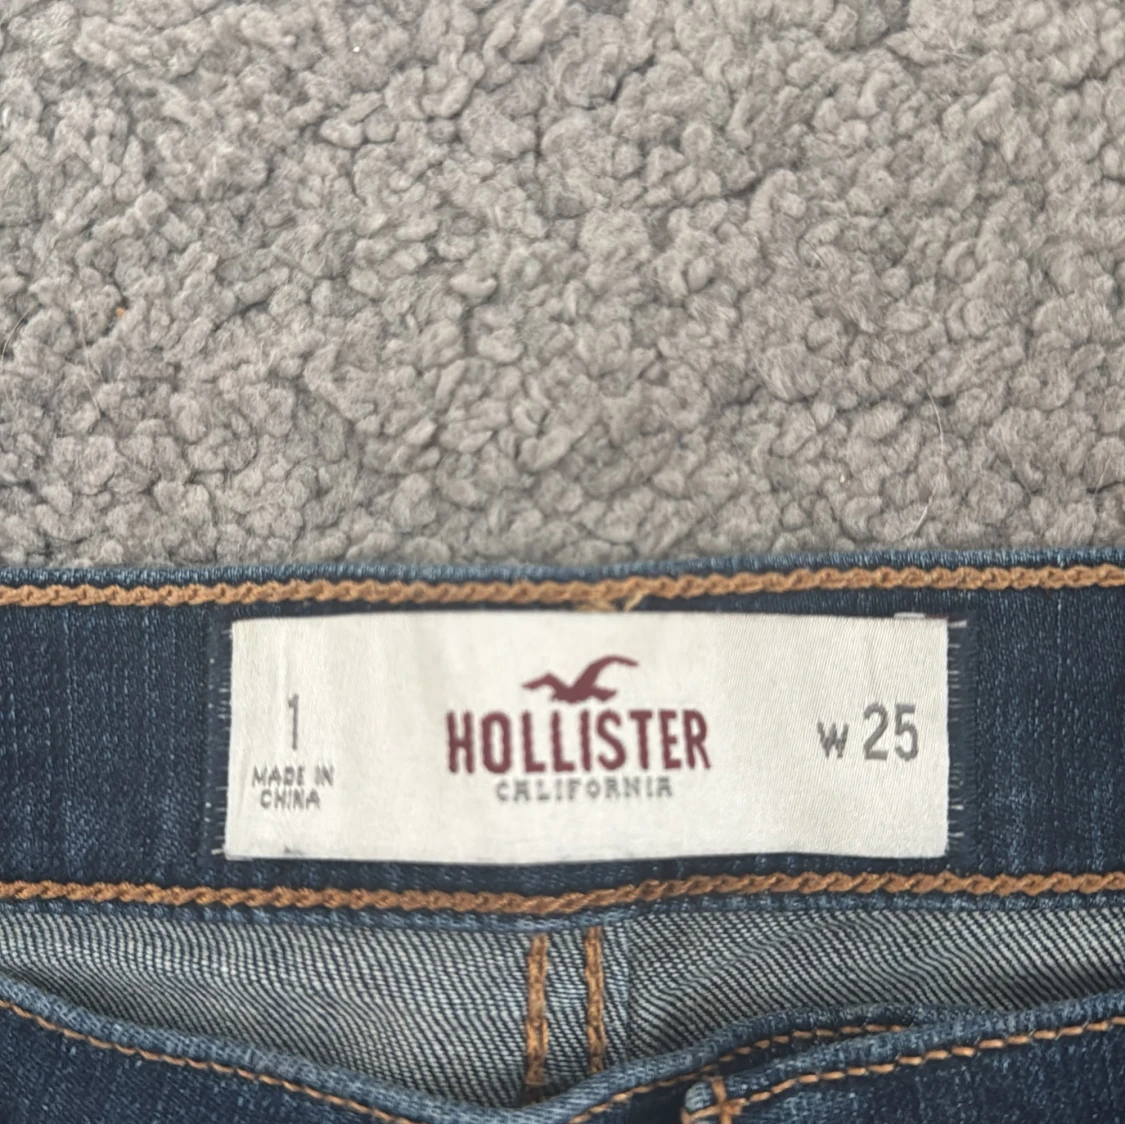 1
MADE IN
CHINA
HOLLISTER
CALIFORNIA
W 25